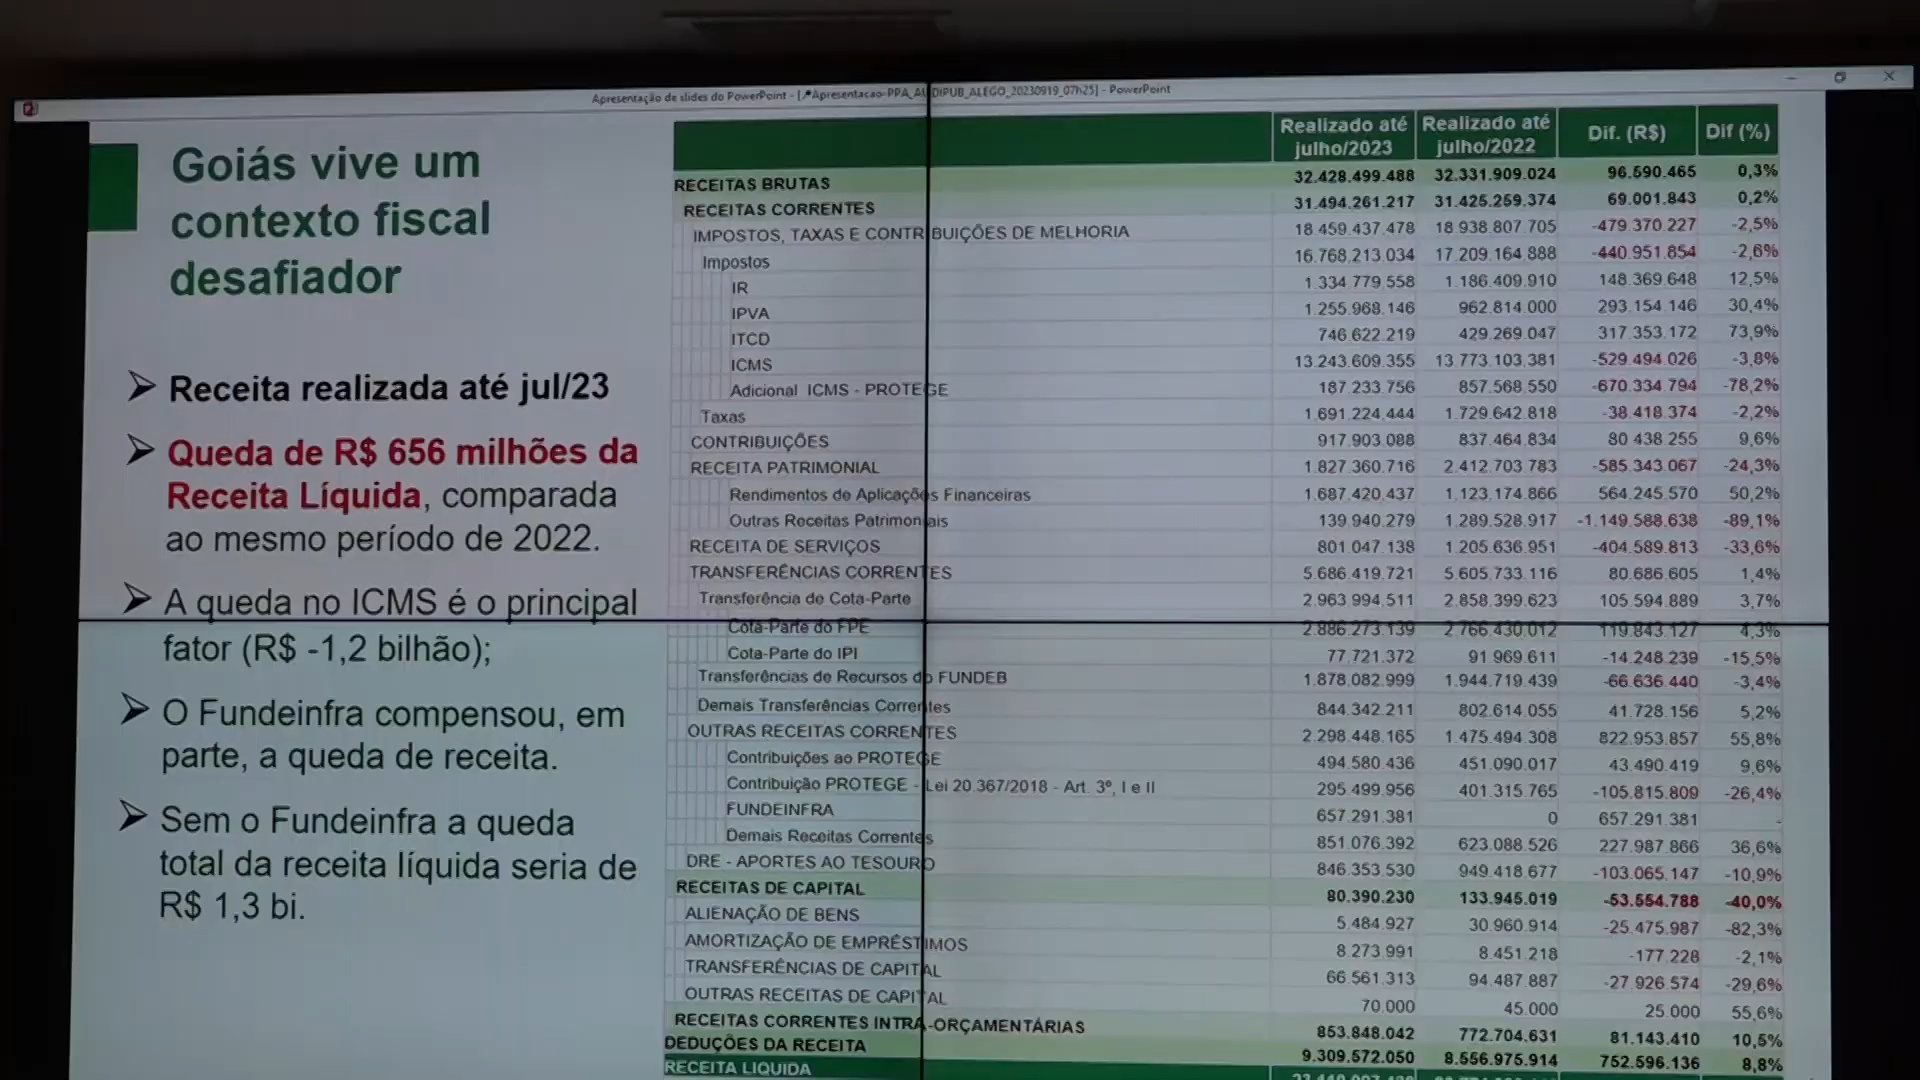 Apresentação de slides do PowerPoint - [Apresentacao-PPA_AUDIPUB_ALEGO_20230919_07h25] - PowerPoint
Goiás vive um
contexto fiscal
desafiador
➢ Receita realizada até jul/23
➢ Queda de R$ 656 milhões da
Receita Líquida, comparada
ao mesmo período de 2022.
➢ A queda no ICMS é o principal
fator (R$ -1,2 bilhão);
➢ O Fundeinfra compensou, em
parte, a queda de receita.
➢ Sem o Fundeinfra a queda
total da receita líquida seria de
R$ 1,3 bi.
Realizado até julho/2023 Realizado até julho/2022 Dif. (R$) Dif (%)
RECEITAS BRUTAS 32.428.499.488 32.331.909.024 96.590.465 0,3%
RECEITAS CORRENTES 31.494.261.217 31.425.259.374 69.001.843 0,2%
IMPOSTOS, TAXAS E CONTRIBUIÇÕES DE MELHORIA 18.459.437.478 18.938.807.705 -479.370.227 -2,5%
Impostos 16.768.213.034 17.209.164.888 -440.951.854 -2,6%
IR 1.334.779.558 1.186.409.910 148.369.648 12,5%
IPVA 1.255.968.146 962.814.000 293.154.146 30,4%
ITCD 746.622.219 429.269.047 317.353.172 73,9%
ICMS 13.243.609.355 13.773.103.381 -529.494.026 -3,8%
Adicional ICMS - PROTEGE 187.233.756 857.568.550 -670.334.794 -78,2%
Taxas 1.691.224.444 1.729.642.818 -38.418.374 -2,2%
CONTRIBUIÇÕES 917.903.088 837.464.834 80.438.255 9,6%
RECEITA PATRIMONIAL 1.827.360.716 2.412.703.783 -585.343.067 -24,3%
Rendimentos de Aplicações Financeiras 1.687.420.437 1.123.174.866 564.245.570 50,2%
Outras Receitas Patrimoniais 139.940.279 1.289.528.917 -1.149.588.638 -89,1%
RECEITA DE SERVIÇOS 801.047.138 1.205.636.951 -404.589.813 -33,6%
TRANSFERÊNCIAS CORRENTES 5.686.419.721 5.605.733.116 80.686.605 1,4%
Transferência de Cota-Parte 2.963.994.511 2.858.399.623 105.594.889 3,7%
Cota-Parte do FPE 2.886.273.139 2.766.430.012 119.843.127 4,3%
Cota-Parte do IPI 77.721.372 91.969.611 -14.248.239 -15,5%
Transferências de Recursos do FUNDEB 1.878.082.999 1.944.719.439 -66.636.440 -3,4%
Demais Transferências Correntes 844.342.211 802.614.055 41.728.156 5,2%
OUTRAS RECEITAS CORRENTES 2.298.448.165 1.475.494.308 822.953.857 55,8%
Contribuições ao PROTEGE 494.580.436 451.090.017 43.490.419 9,6%
Contribuição PROTEGE - Lei 20.367/2018 - Art. 3º, I e II 295.499.956 401.315.765 -105.815.809 -26,4%
FUNDEINFRA 657.291.381 0 657.291.381 -
Demais Receitas Correntes 851.076.392 623.088.526 227.987.866 36,6%
DRE - APORTES AO TESOURO 846.353.530 949.418.677 -103.065.147 -10,9%
RECEITAS DE CAPITAL 80.390.230 133.945.019 -53.554.788 -40,0%
ALIENAÇÃO DE BENS 5.484.927 30.960.914 -25.475.987 -82,3%
AMORTIZAÇÃO DE EMPRÉSTIMOS 8.273.991 8.451.218 -177.228 -2,1%
TRANSFERÊNCIAS DE CAPITAL 66.561.313 94.487.887 -27.926.574 -29,6%
OUTRAS RECEITAS DE CAPITAL 70.000 45.000 25.000 55,6%
RECEITAS CORRENTES INTRA-ORÇAMENTÁRIAS 853.848.042 772.704.631 81.143.410 10,5%
DEDUÇÕES DA RECEITA 9.309.572.050 8.556.975.914 752.596.136 8,8%
RECEITA LIQUIDA